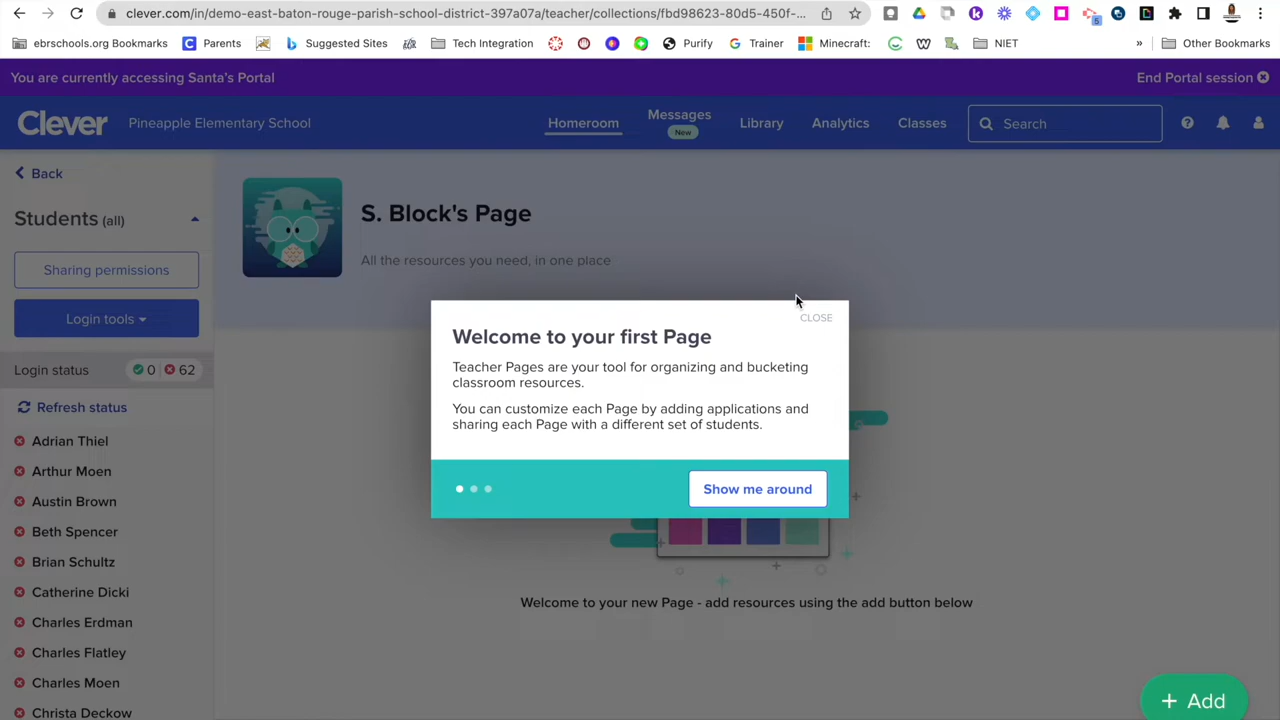 clever.com/in/demo-east-baton-rouge-parish-school-district-397a07a/teacher/collections/fbd98623-80d5-450f-...
5
ebrschools.org Bookmarks
Parents
Suggested Sites
Tech Integration
Purify
Trainer
Minecraft:
NIET
»
Other Bookmarks
You are currently accessing Santa's Portal
End Portal session
Clever
Pineapple Elementary School
Homeroom
Messages
New
Library
Analytics
Classes
Search
Back
Students (all)
Sharing permissions
Login tools
Login status
0
62
Refresh status
Adrian Thiel
Arthur Moen
Austin Brown
Beth Spencer
Brian Schultz
Catherine Dicki
Charles Erdman
Charles Flatley
Charles Moen
Christa Deckow
S. Block's Page
All the resources you need, in one place
CLOSE
Welcome to your first Page
Teacher Pages are your tool for organizing and bucketing
classroom resources.
You can customize each Page by adding applications and
sharing each Page with a different set of students.
Show me around
Welcome to your new Page - add resources using the add button below
+ Add